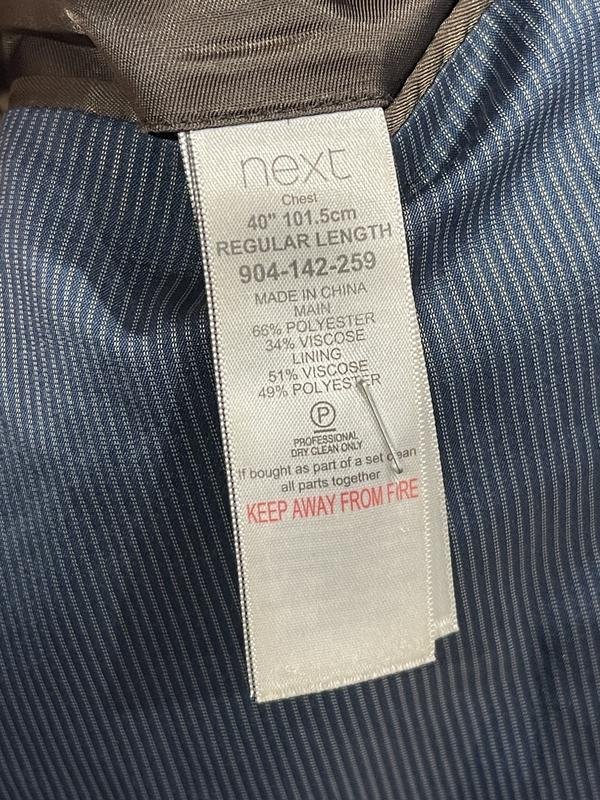 next
Chest
40" 101.5cm
REGULAR LENGTH
904-142-259
MADE IN CHINA
MAIN
66% POLYESTER
34% VISCOSE
LINING
51% VISCOSE
49% POLYESTER
P
PROFESSIONAL
DRY CLEAN ONLY
If bought as part of a set clean
all parts together
KEEP AWAY FROM FIRE